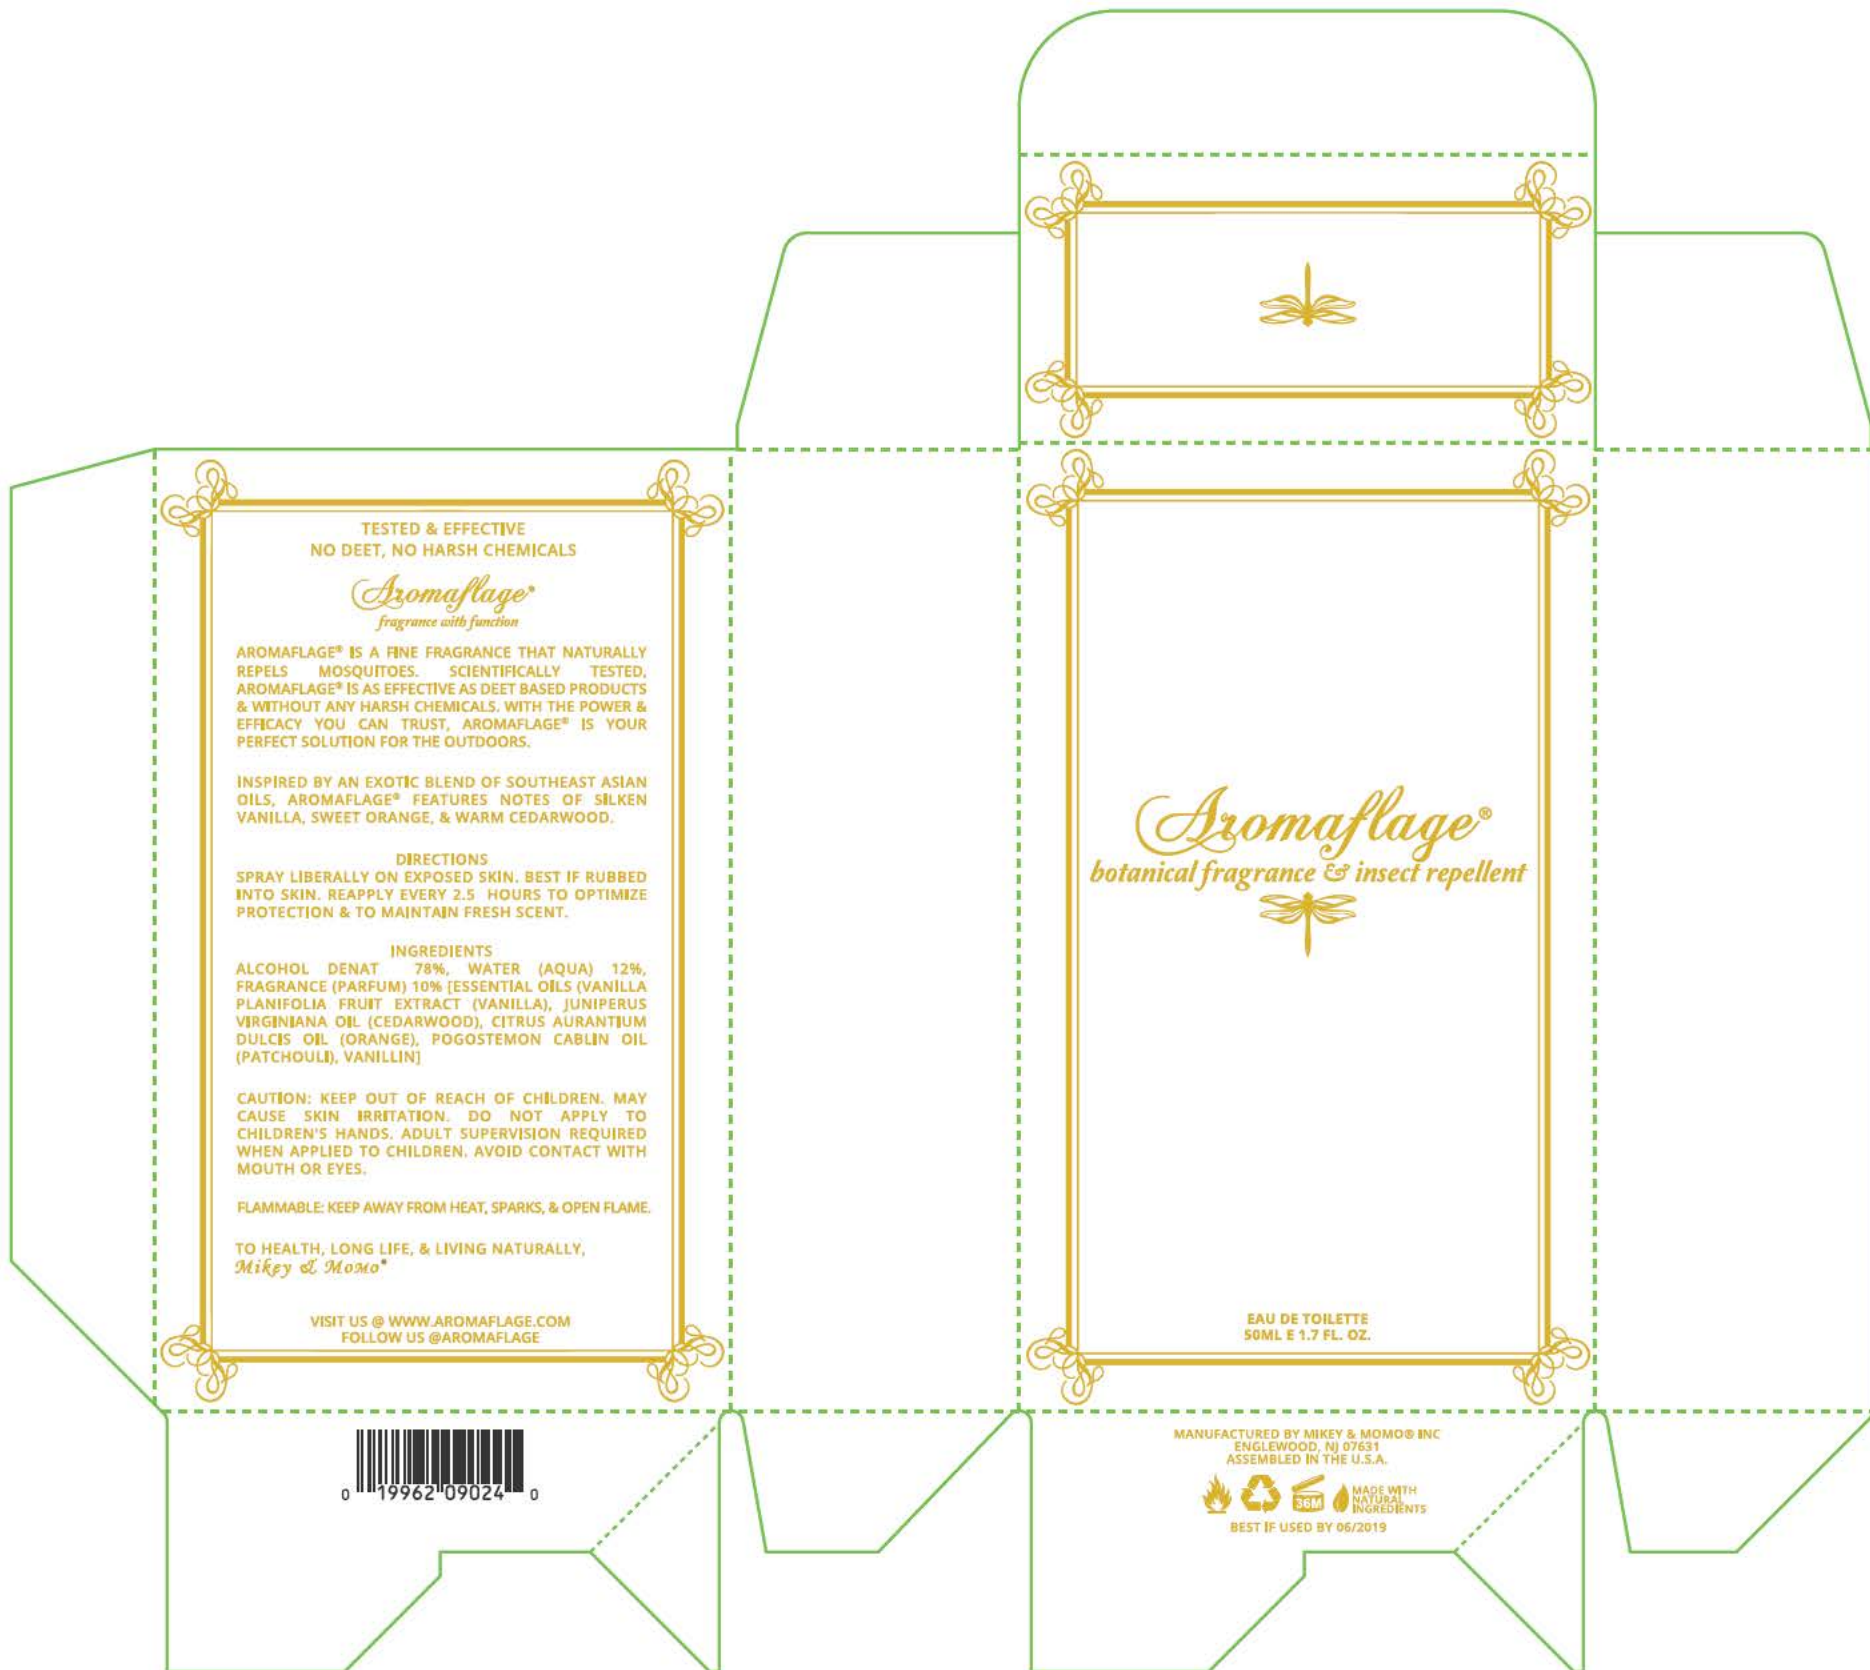 TESTED & EFFECTIVE
NO DEET, NO HARSH CHEMICALS
Aromaflage®
fragrance with function
AROMAFLAGE® IS A FINE FRAGRANCE THAT NATURALLY
REPELS MOSQUITOES. SCIENTIFICALLY TESTED,
AROMAFLAGE® IS AS EFFECTIVE AS DEET BASED PRODUCTS
& WITHOUT ANY HARSH CHEMICALS. WITH THE POWER &
EFFICACY YOU CAN TRUST, AROMAFLAGE® IS YOUR
PERFECT SOLUTION FOR THE OUTDOORS.
INSPIRED BY AN EXOTIC BLEND OF SOUTHEAST ASIAN
OILS, AROMAFLAGE® FEATURES NOTES OF SILKEN
VANILLA, SWEET ORANGE, & WARM CEDARWOOD.
DIRECTIONS
SPRAY LIBERALLY ON EXPOSED SKIN. BEST IF RUBBED
INTO SKIN. REAPPLY EVERY 2.5 HOURS TO OPTIMIZE
PROTECTION & TO MAINTAIN FRESH SCENT.
INGREDIENTS
ALCOHOL DENAT 78%, WATER (AQUA) 12%,
FRAGRANCE (PARFUM) 10% [ESSENTIAL OILS (VANILLA
PLANIFOLIA FRUIT EXTRACT (VANILLA), JUNIPERUS
VIRGINIANA OIL (CEDARWOOD), CITRUS AURANTIUM
DULCIS OIL (ORANGE), POGOSTEMON CABLIN OIL
(PATCHOULI), VANILLIN]
CAUTION: KEEP OUT OF REACH OF CHILDREN. MAY
CAUSE SKIN IRRITATION. DO NOT APPLY TO
CHILDREN'S HANDS. ADULT SUPERVISION REQUIRED
WHEN APPLIED TO CHILDREN. AVOID CONTACT WITH
MOUTH OR EYES.
FLAMMABLE: KEEP AWAY FROM HEAT, SPARKS, & OPEN FLAME.
TO HEALTH, LONG LIFE, & LIVING NATURALLY,
Mikey & Momo®
VISIT US @ WWW.AROMAFLAGE.COM
FOLLOW US @AROMAFLAGE
0 19962 09024 0
Aromaflage®
botanical fragrance & insect repellent
EAU DE TOILETTE
50ML E 1.7 FL. OZ.
MANUFACTURED BY MIKEY & MOMO® INC
ENGLEWOOD, NJ 07631
ASSEMBLED IN THE U.S.A.
36M
MADE WITH
NATURAL
INGREDIENTS
BEST IF USED BY 06/2019